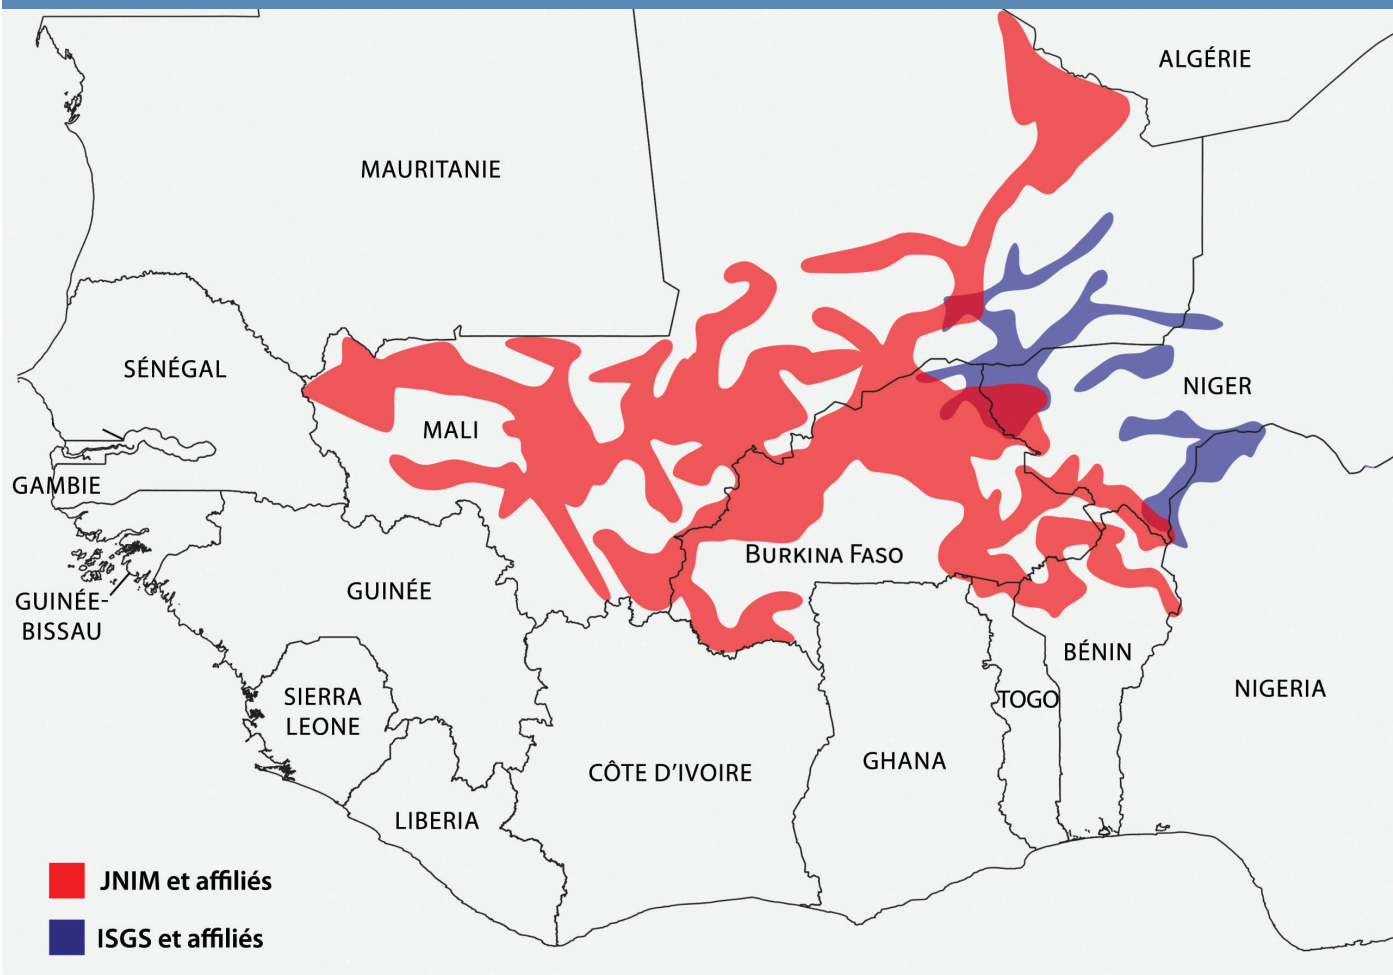 ALGÉRIE
MAURITANIE
SÉNÉGAL
NIGER
MALI
GAMBIE
BURKINA FASO
GUINÉE
GUINÉE-
BISSAU
BÉNIN
NIGERIA
SIERRA
LEONE
TOGO
GHANA
CÔTE D'IVOIRE
LIBERIA
JNIM et affiliés
ISGS et affiliés